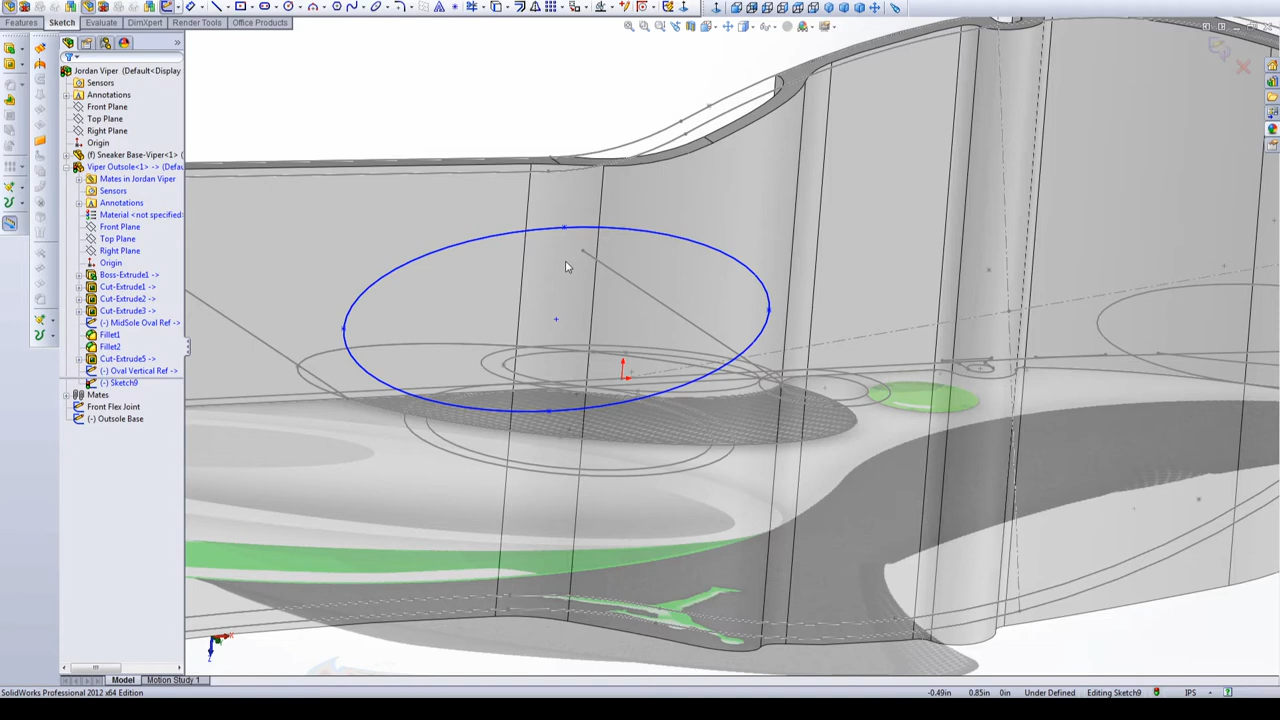 Features Sketch Evaluate DimXpert Render Tools Office Products
Jordan Viper (Default<Display
Sensors
Annotations
Front Plane
Top Plane
Right Plane
Origin
(f) Sneaker Base-Viper<1> (
Viper Outsole<1> -> (Defau
Mates in Jordan Viper
Sensors
Annotations
Material <not specified>
Front Plane
Top Plane
Right Plane
Origin
Boss-Extrude1 ->
Cut-Extrude1 ->
Cut-Extrude2 ->
Cut-Extrude3 ->
(-) MidSole Oval Ref ->
Fillet1
Fillet2
Cut-Extrude5 ->
(-) Oval Vertical Ref ->
(-) Sketch9
Mates
Front Flex Joint
(-) Outsole Base
Model Motion Study 1
SolidWorks Professional 2012 x64 Edition -0.49in 0.85in 0in Under Defined Editing Sketch9 IPS